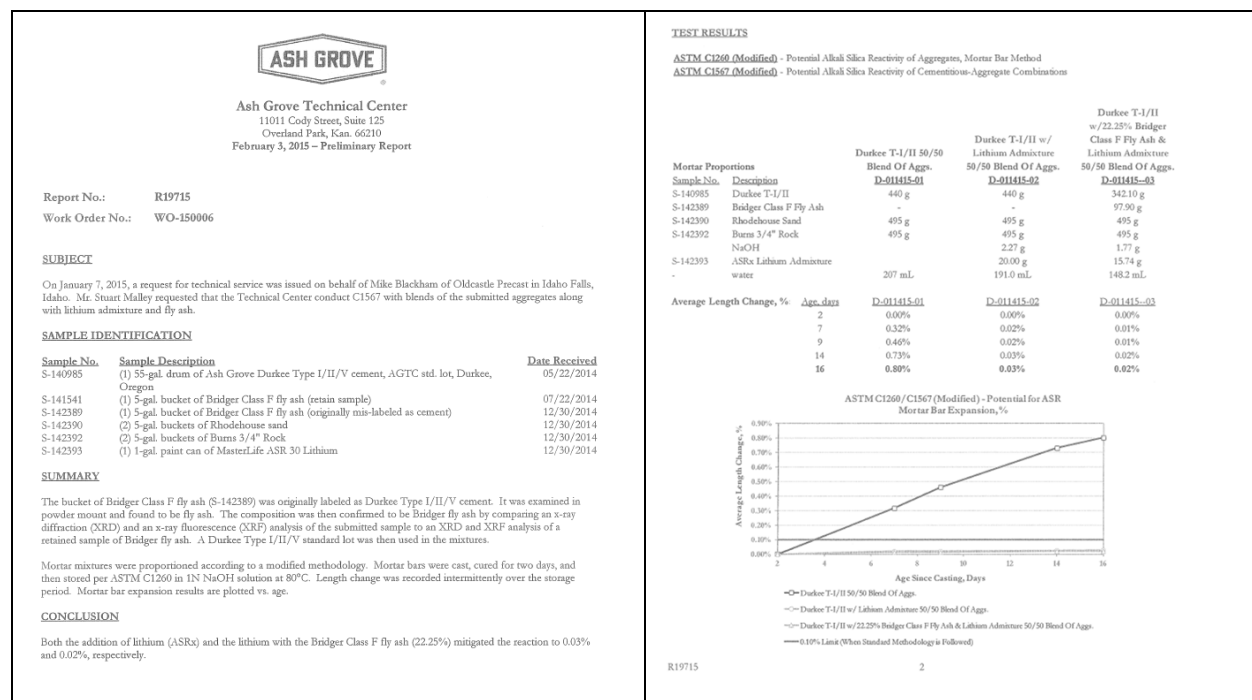 ASH GROVE
®
Ash Grove Technical Center
11011 Cody Street, Suite 125
Overland Park, Kan. 66210
February 3, 2015 – Preliminary Report
Report No.: R19715
Work Order No.: WO-150006
SUBJECT
On January 7, 2015, a request for technical service was issued on behalf of Mike Blackham of Oldcastle Precast in Idaho Falls,
Idaho. Mr. Stuart Malley requested that the Technical Center conduct C1567 with blends of the submitted aggregates along
with lithium admixture and fly ash.
SAMPLE IDENTIFICATION
Sample No. Sample Description Date Received
S-140985 (1) 55-gal. drum of Ash Grove Durkee Type I/II/V cement, AGTC std. lot, Durkee, 05/22/2014
Oregon
S-141541 (1) 5-gal. bucket of Bridger Class F fly ash (retain sample) 07/22/2014
S-142389 (1) 5-gal. bucket of Bridger Class F fly ash (originally mis-labeled as cement) 12/30/2014
S-142390 (2) 5-gal. buckets of Rhodehouse sand 12/30/2014
S-142392 (2) 5-gal. buckets of Burns 3/4" Rock 12/30/2014
S-142393 (1) 1-gal. paint can of MasterLife ASR 30 Lithium 12/30/2014
SUMMARY
The bucket of Bridger Class F fly ash (S-142389) was originally labeled as Durkee Type I/II/V cement. It was examined in
powder mount and found to be fly ash. The composition was then confirmed to be Bridger fly ash by comparing an x-ray
diffraction (XRD) and an x-ray fluorescence (XRF) analysis of the submitted sample to an XRD and XRF analysis of a
retained sample of Bridger fly ash. A Durkee Type I/II/V standard lot was then used in the mixtures.
Mortar mixtures were proportioned according to a modified methodology. Mortar bars were cast, cured for two days, and
then stored per ASTM C1260 in 1N NaOH solution at 80°C. Length change was recorded intermittently over the storage
period. Mortar bar expansion results are plotted vs. age.
CONCLUSION
Both the addition of lithium (ASRx) and the lithium with the Bridger Class F fly ash (22.25%) mitigated the reaction to 0.03%
and 0.02%, respectively.
TEST RESULTS
ASTM C1260 (Modified) - Potential Alkali Silica Reactivity of Aggregates, Mortar Bar Method
ASTM C1567 (Modified) - Potential Alkali Silica Reactivity of Cementitious-Aggregate Combinations
Durkee T-I/II
w/22.25% Bridger
Durkee T-I/II w/ Class F Fly Ash &
Durkee T-I/II 50/50 Lithium Admixture Lithium Admixture
Mortar Proportions Blend Of Aggs. 50/50 Blend Of Aggs. 50/50 Blend Of Aggs.
Sample No. Description D-011415-01 D-011415-02 D-011415--03
S-140985 Durkee T-I/II 440 g 440 g 342.10 g
S-142389 Bridger Class F Fly Ash - - 97.90 g
S-142390 Rhodehouse Sand 495 g 495 g 495 g
S-142392 Burns 3/4" Rock 495 g 495 g 495 g
NaOH 2.27 g 1.77 g
S-142393 ASRx Lithium Admixture 20.00 g 15.74 g
- water 207 mL 191.0 mL 148.2 mL
Average Length Change, % Age, days D-011415-01 D-011415-02 D-011415--03
2 0.00% 0.00% 0.00%
7 0.32% 0.02% 0.01%
9 0.46% 0.02% 0.01%
14 0.73% 0.03% 0.02%
16 0.80% 0.03% 0.02%
ASTM C1260/C1567 (Modified) - Potential for ASR
Mortar Bar Expansion, %
Average Length Change, %
0.90%
0.80%
0.70%
0.60%
0.50%
0.40%
0.30%
0.20%
0.10%
0.00%
2 4 6 8 10 12 14 16
Age Since Casting, Days
Durkee T-I/II 50/50 Blend Of Aggs.
Durkee T-I/II w/ Lithium Admixture 50/50 Blend Of Aggs.
Durkee T-I/II w/22.25% Bridger Class F Fly Ash & Lithium Admixture 50/50 Blend Of Aggs.
0.10% Limit (When Standard Methodology is Followed)
R19715 2